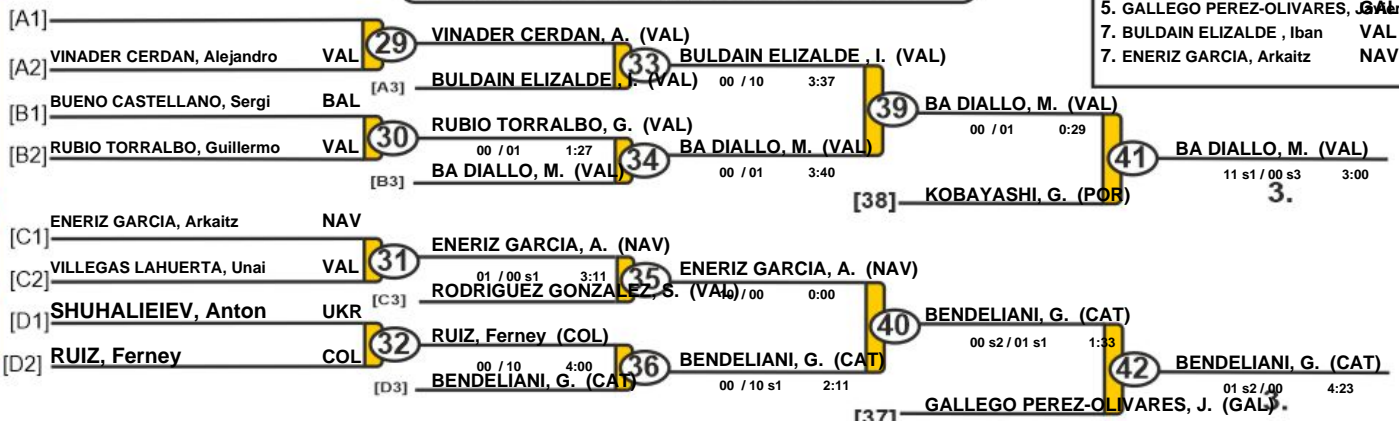 5. GALLEGO PEREZ-OLIVARES, Javier GAL
7. BULDAIN ELIZALDE , Iban VAL
7. ENERIZ GARCIA, Arkaitz NAV
[A1]
29
VINADER CERDAN, A. (VAL)
[A2] VINADER CERDAN, Alejandro VAL
33
BULDAIN ELIZALDE , I. (VAL)
00 / 10 3:37
[A3] BULDAIN ELIZALDE , I. (VAL)
[B1] BUENO CASTELLANO, Sergi BAL
39
BA DIALLO, M. (VAL)
00 / 01 0:29
30
RUBIO TORRALBO, G. (VAL)
00 / 01 1:27
[B2] RUBIO TORRALBO, Guillermo VAL
34
BA DIALLO, M. (VAL)
00 / 01 3:40
[B3] BA DIALLO, M. (VAL)
41
BA DIALLO, M. (VAL)
11 s1 / 00 s3 3:00
3.
[38] KOBAYASHI, G. (POR)
[C1] ENERIZ GARCIA, Arkaitz NAV
31
ENERIZ GARCIA, A. (NAV)
01 / 00 s1 3:11
[C2] VILLEGAS LAHUERTA, Unai VAL
35
ENERIZ GARCIA, A. (NAV)
10 / 00 0:00
[C3] RODRIGUEZ GONZALEZ, S. (VAL)
[D1] SHUHALIEIEV, Anton UKR
40
BENDELIANI, G. (CAT)
00 s2 / 01 s1 1:33
32
RUIZ, Ferney (COL)
00 / 10 4:00
[D2] RUIZ, Ferney COL
36
BENDELIANI, G. (CAT)
00 / 10 s1 2:11
[D3] BENDELIANI, G. (CAT)
42
BENDELIANI, G. (CAT)
01 s2 / 00 4:23
3.
[37] GALLEGO PEREZ-OLIVARES, J. (GAL)